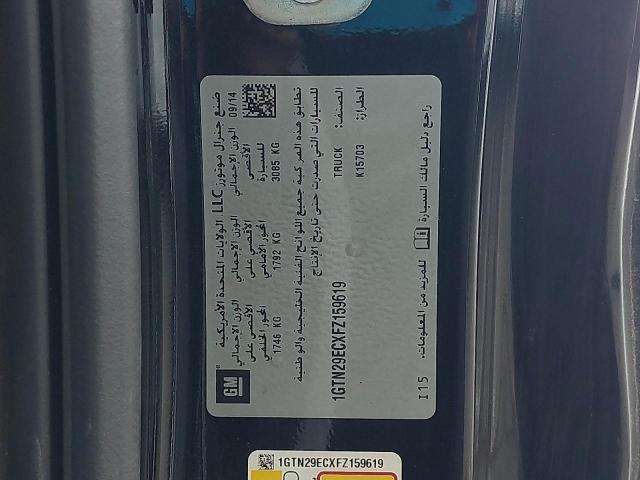 صنع جنرال موتورز LLC الولايات المتحدة الأمريكية
09/14
الوزن الإجمالي الأقصى للسيارة
3085 KG
الوزن الإجمالي الأقصى على المحور الأمامي
1792 KG
الوزن الإجمالي الأقصى على المحور الخلفي
1746 KG
GM
تطابق هذه المركبة جميع اللوائح الفنية الخليجية والوطنية
للسيارات التي صدرت حتى تاريخ الإنتاج
1GTN29ECXFZ159619
الصنف: TRUCK
الطراز: K15703
راجع دليل مالك السيارة للمزيد من المعلومات.
I15
1GTN29ECXFZ159619